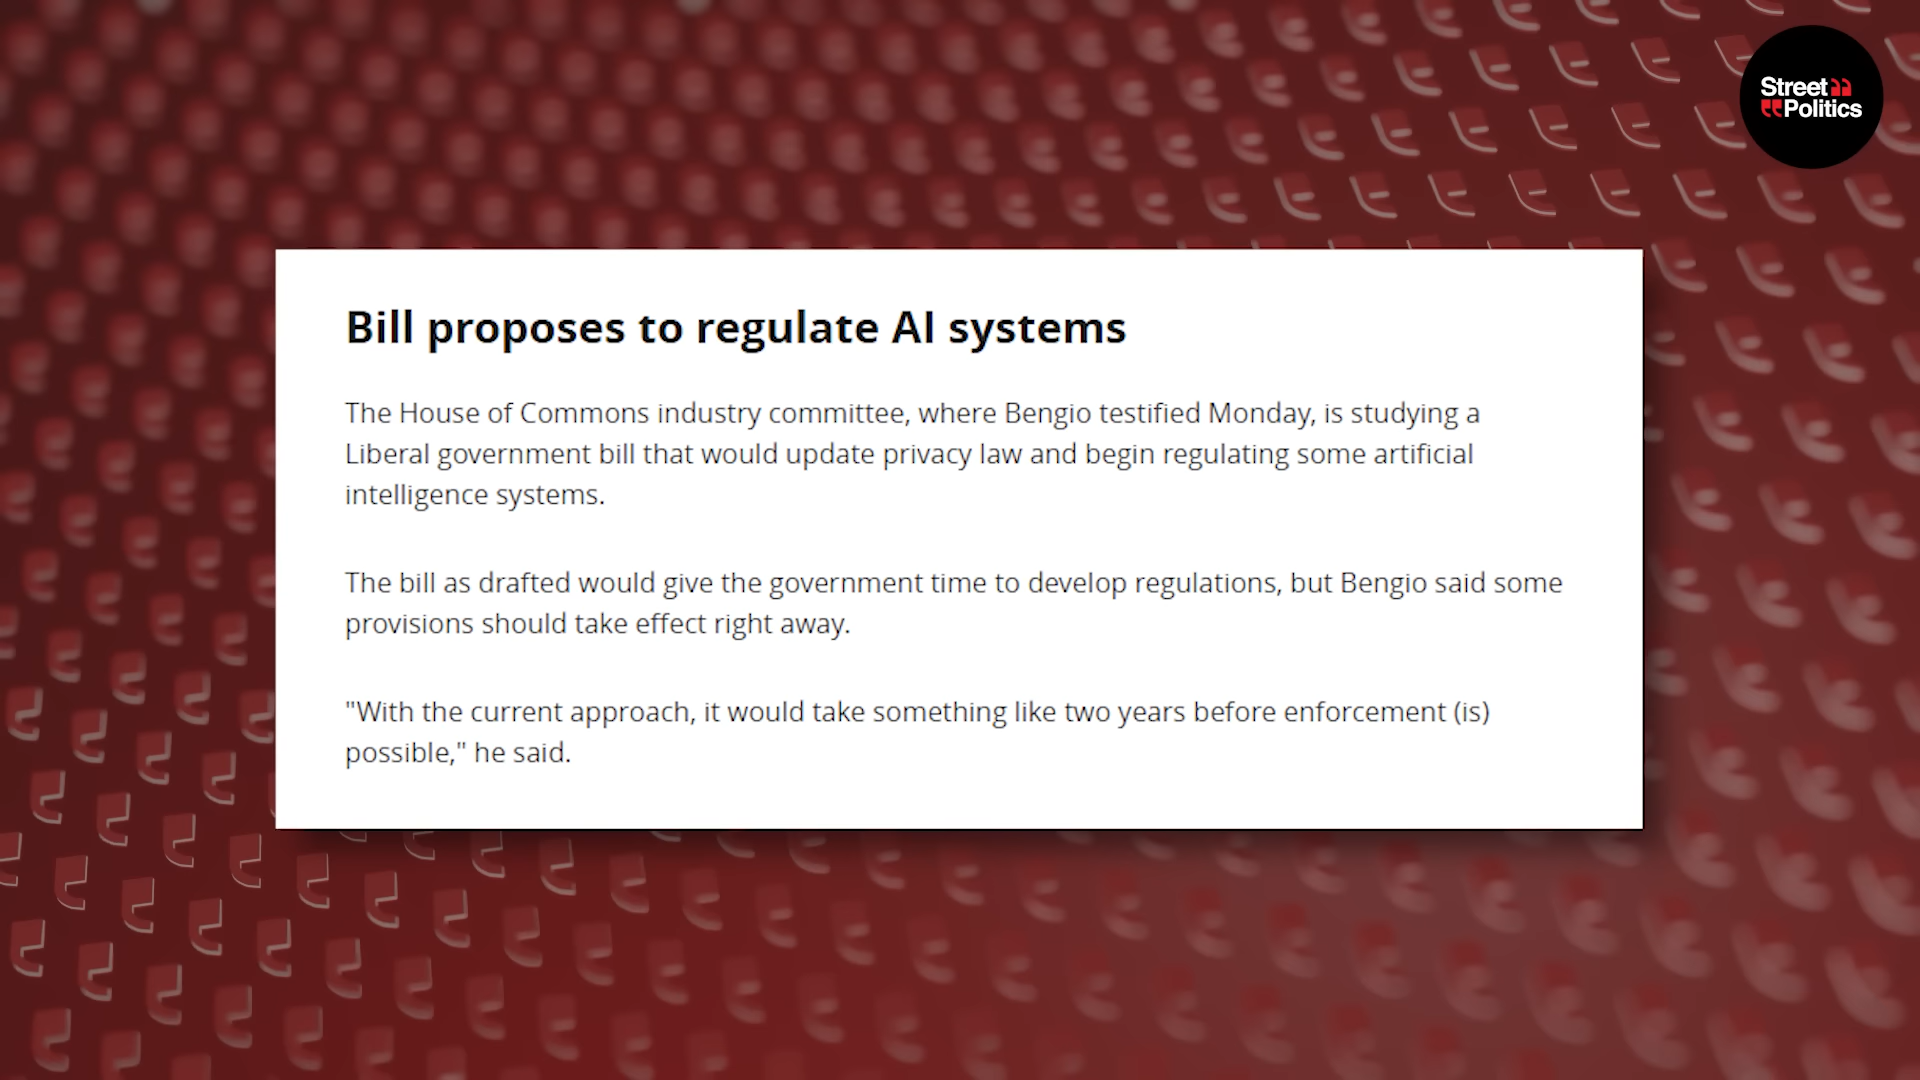 Street
Politics
Bill proposes to regulate AI systems
The House of Commons industry committee, where Bengio testified Monday, is studying a
Liberal government bill that would update privacy law and begin regulating some artificial
intelligence systems.
The bill as drafted would give the government time to develop regulations, but Bengio said some
provisions should take effect right away.
"With the current approach, it would take something like two years before enforcement (is)
possible," he said.